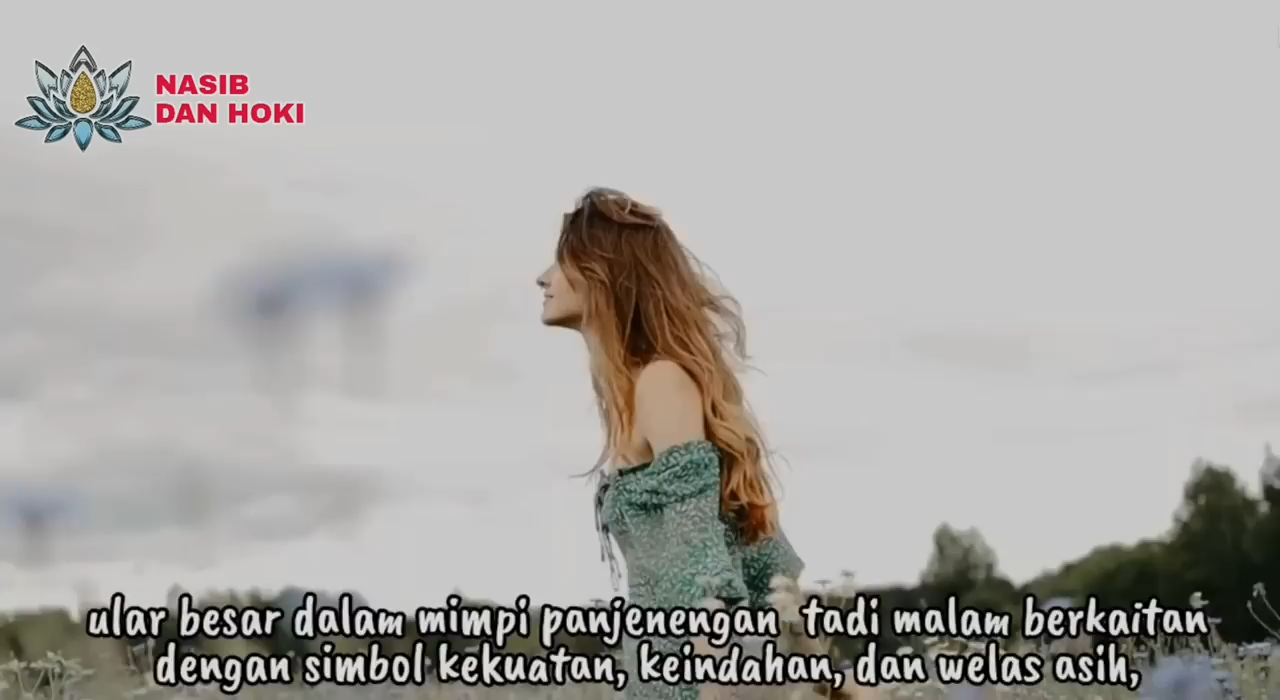 NASIB
DAN HOKI
ular besar dalam mimpi panjenengan tadi malam berkaitan
dengan simbol kekuatan, keindahan, dan welas asih,